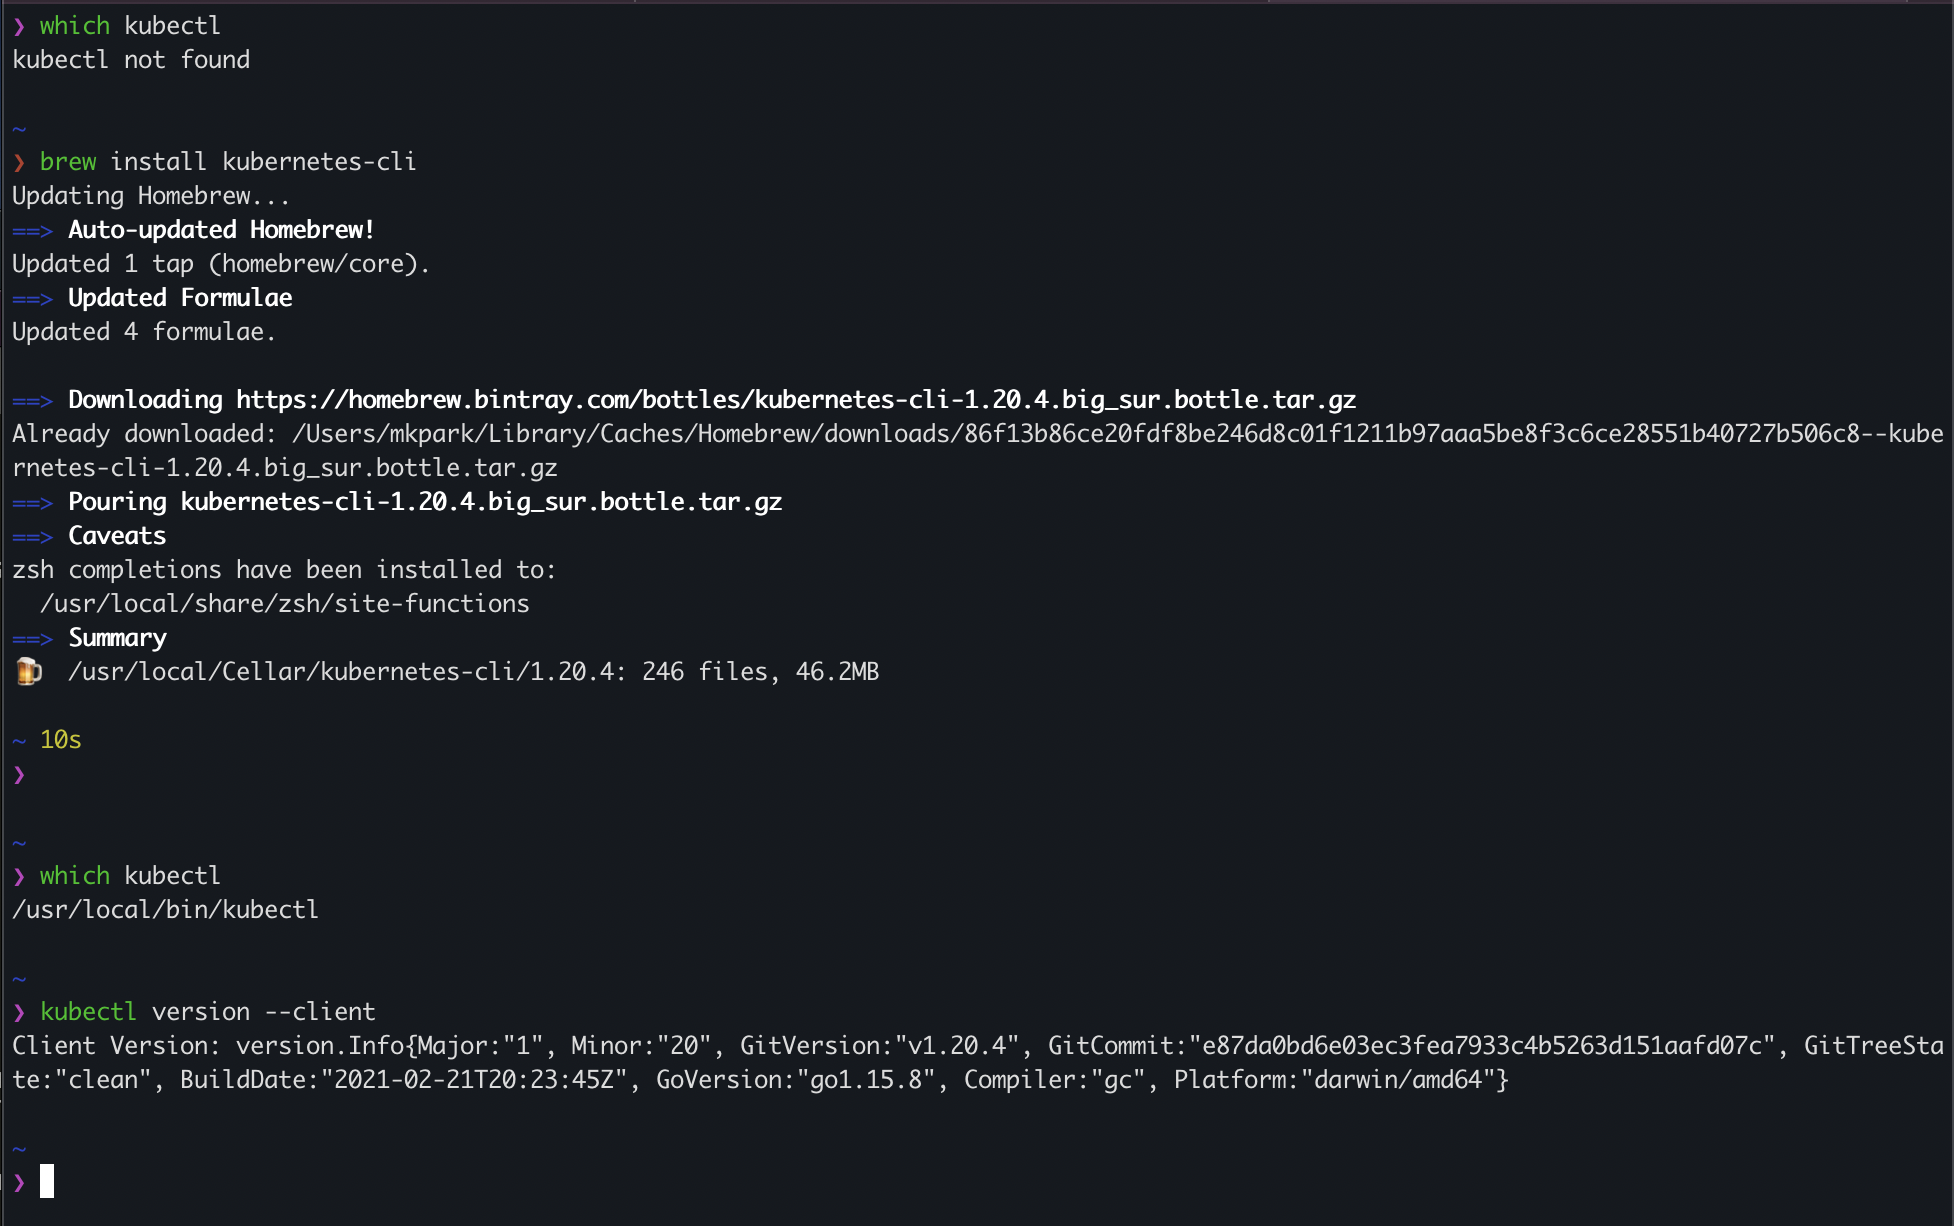 ❯ which kubectl
kubectl not found
~
❯ brew install kubernetes-cli
Updating Homebrew...
==> Auto-updated Homebrew!
Updated 1 tap (homebrew/core).
==> Updated Formulae
Updated 4 formulae.
==> Downloading https://homebrew.bintray.com/bottles/kubernetes-cli-1.20.4.big_sur.bottle.tar.gz
Already downloaded: /Users/mkpark/Library/Caches/Homebrew/downloads/86f13b86ce20fdf8be246d8c01f1211b97aaa5be8f3c6ce28551b40727b506c8--kube
rnetes-cli-1.20.4.big_sur.bottle.tar.gz
==> Pouring kubernetes-cli-1.20.4.big_sur.bottle.tar.gz
==> Caveats
zsh completions have been installed to:
  /usr/local/share/zsh/site-functions
==> Summary
🍺  /usr/local/Cellar/kubernetes-cli/1.20.4: 246 files, 46.2MB
~ 10s
❯
~
❯ which kubectl
/usr/local/bin/kubectl
~
❯ kubectl version --client
Client Version: version.Info{Major:"1", Minor:"20", GitVersion:"v1.20.4", GitCommit:"e87da0bd6e03ec3fea7933c4b5263d151aafd07c", GitTreeSta
te:"clean", BuildDate:"2021-02-21T20:23:45Z", GoVersion:"go1.15.8", Compiler:"gc", Platform:"darwin/amd64"}
~
❯